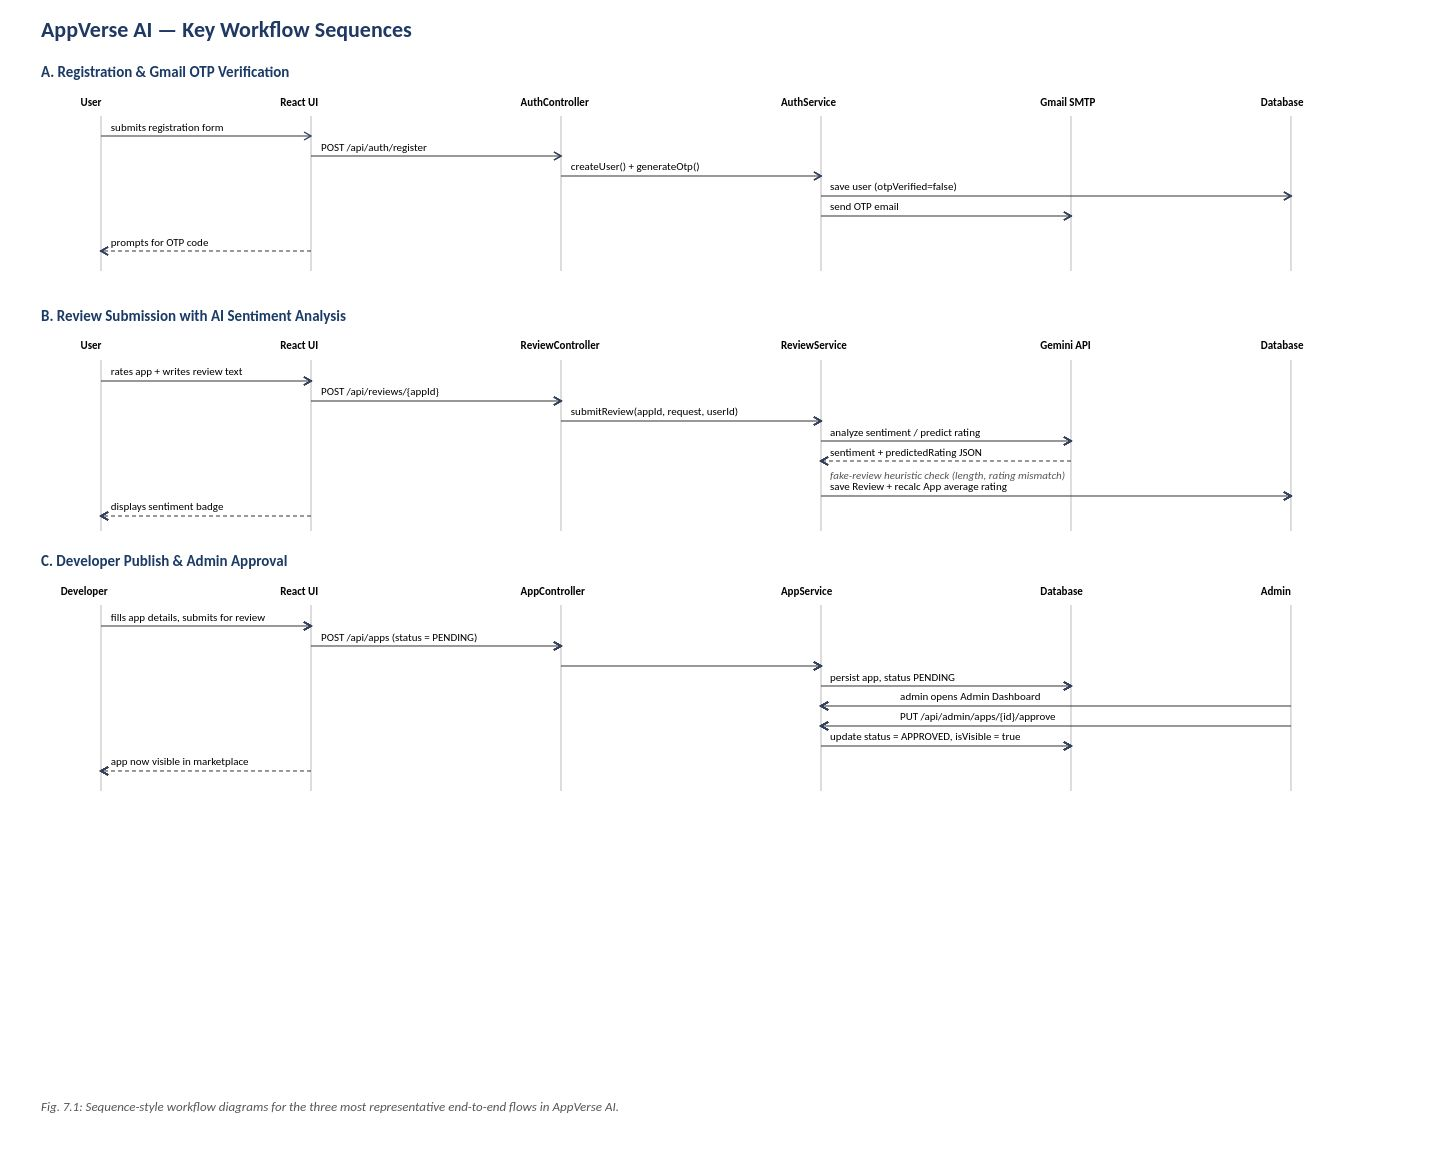 AppVerse AI — Key Workflow Sequences
A. Registration & Gmail OTP Verification
User React UI AuthController AuthService Gmail SMTP Database
submits registration form
POST /api/auth/register
createUser() + generateOtp()
save user (otpVerified=false)
send OTP email
prompts for OTP code
B. Review Submission with AI Sentiment Analysis
User React UI ReviewController ReviewService Gemini API Database
rates app + writes review text
POST /api/reviews/{appId}
submitReview(appId, request, userId)
analyze sentiment / predict rating
sentiment + predictedRating JSON
fake-review heuristic check (length, rating mismatch)
save Review + recalc App average rating
displays sentiment badge
C. Developer Publish & Admin Approval
Developer React UI AppController AppService Database Admin
fills app details, submits for review
POST /api/apps (status = PENDING)
persist app, status PENDING
admin opens Admin Dashboard
PUT /api/admin/apps/{id}/approve
update status = APPROVED, isVisible = true
app now visible in marketplace
Fig. 7.1: Sequence-style workflow diagrams for the three most representative end-to-end flows in AppVerse AI.